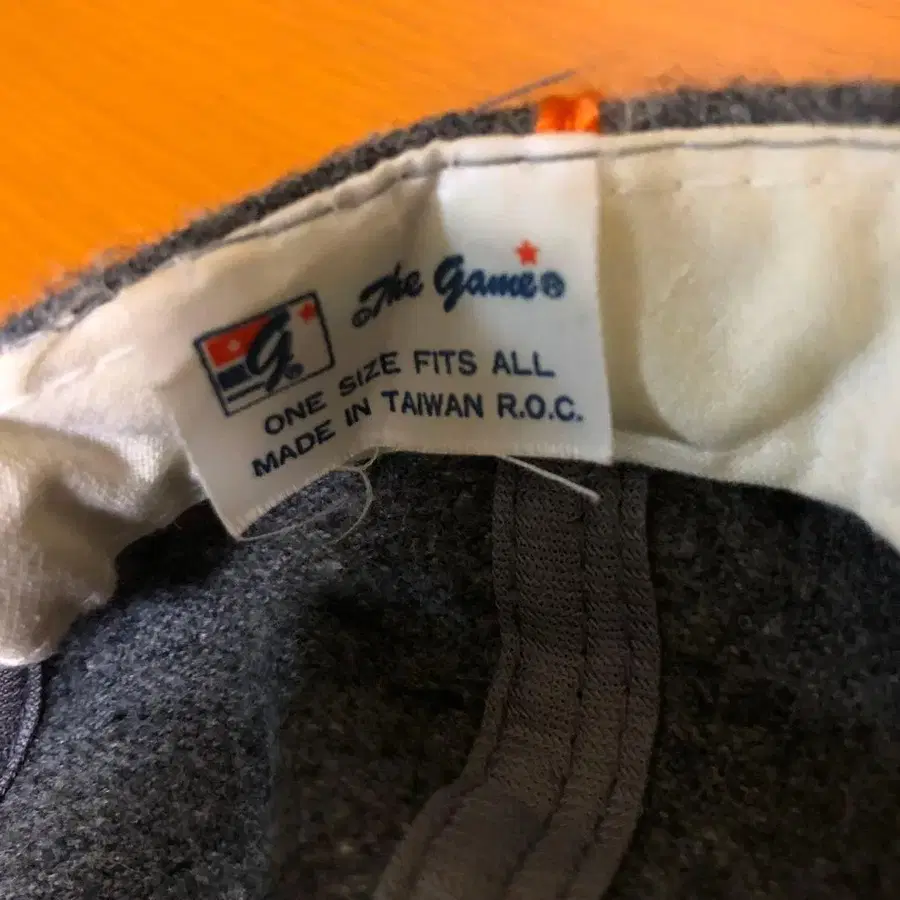 The Game®
G®
ONE SIZE FITS ALL
MADE IN TAIWAN R.O.C.